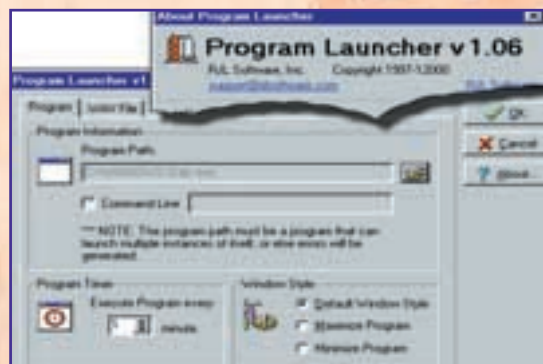 About Program Launcher
Program Launcher v 1.06
RJL Software, Inc. Copyright 1997-\2000
Program Launcher v1
Program
Program Information
Program Path:
Command Line
*** NOTE: The program path must be a program that can
launch multiple instances of itself, or else errors will be
generated.
Program Timer
Execute Program every:
minute.
Window Style
Default Window Style
Maximize Program
Minimize Program
OK
Cancel
About